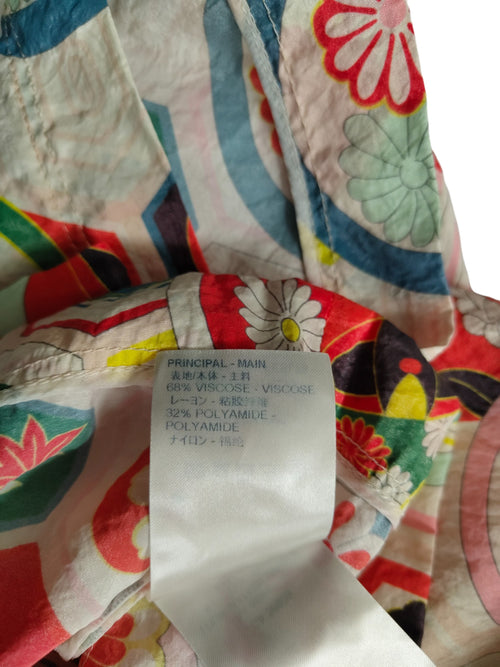 PRINCIPAL - MAIN
表地/本体 - 主料
68% VISCOSE - VISCOSE
レーヨン - 粘胶纤维
32% POLYAMIDE -
POLYAMIDE
ナイロン - 锦纶